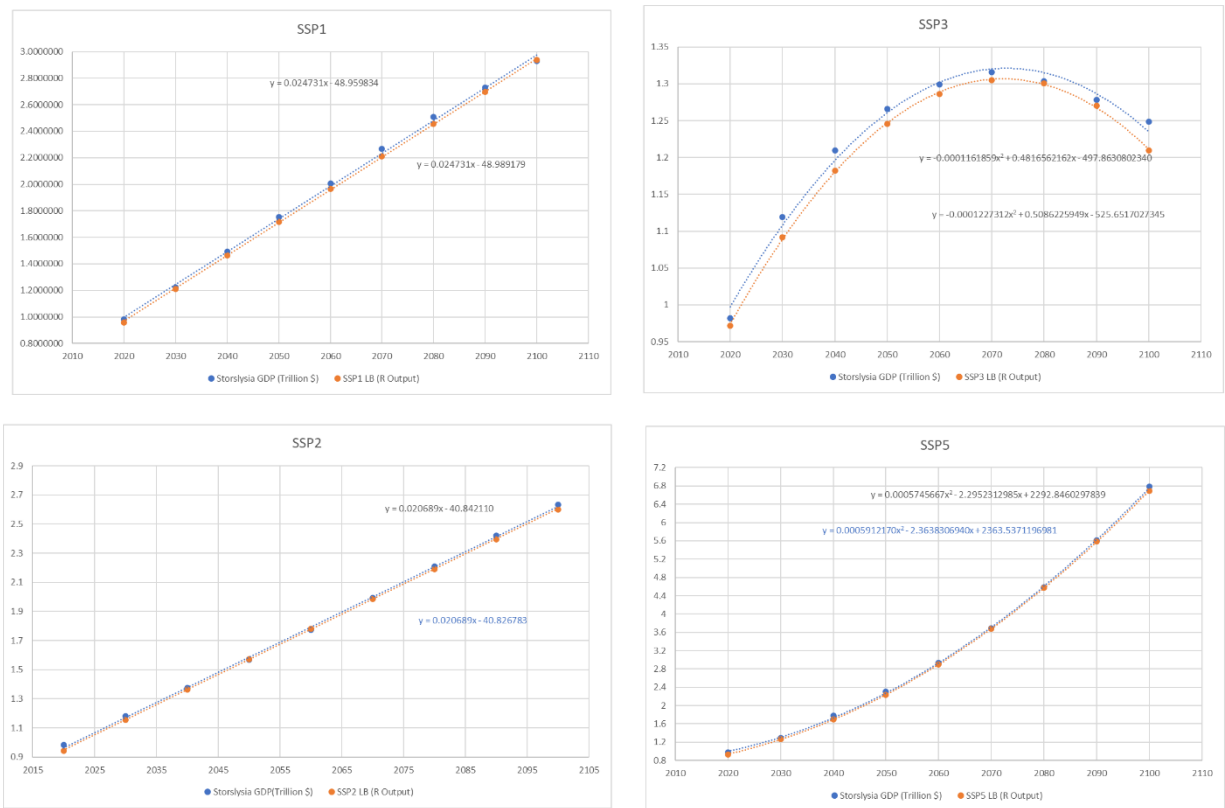 SSP1
3.0000000
2.8000000
2.6000000
2.4000000
2.2000000
2.0000000
1.8000000
1.6000000
1.4000000
1.2000000
1.0000000
0.8000000
y = 0.024731x - 48.959834
y = 0.024731x - 48.989179
2010 2020 2030 2040 2050 2060 2070 2080 2090 2100 2110
Storslysia GDP (Trillion $) SSP1 LB (R Output)
SSP3
1.35
1.3
1.25
1.2
1.15
1.1
1.05
1
0.95
y = -0.0001161859x² + 0.4816562162x - 497.8630802340
y = -0.0001227312x² + 0.5086225949x - 525.6517027345
2010 2020 2030 2040 2050 2060 2070 2080 2090 2100 2110
Storslysia GDP (Trillion $) SSP3 LB (R Output)
SSP2
2.9
2.7
2.5
2.3
2.1
1.9
1.7
1.5
1.3
1.1
0.9
y = 0.020689x - 40.842110
y = 0.020689x - 40.826783
2015 2025 2035 2045 2055 2065 2075 2085 2095 2105
Storslysia GDP(Trillion $) SSP2 LB (R Output)
SSP5
7.2
6.8
6.4
6
5.6
5.2
4.8
4.4
4
3.6
3.2
2.8
2.4
2
1.6
1.2
0.8
y = 0.0005745667x² - 2.2952312985x + 2292.8460297839
y = 0.0005912170x² - 2.3638306940x + 2363.5371196981
2010 2020 2030 2040 2050 2060 2070 2080 2090 2100 2110
Storslysia GDP (Trillion $) SSP5 LB (R Output)